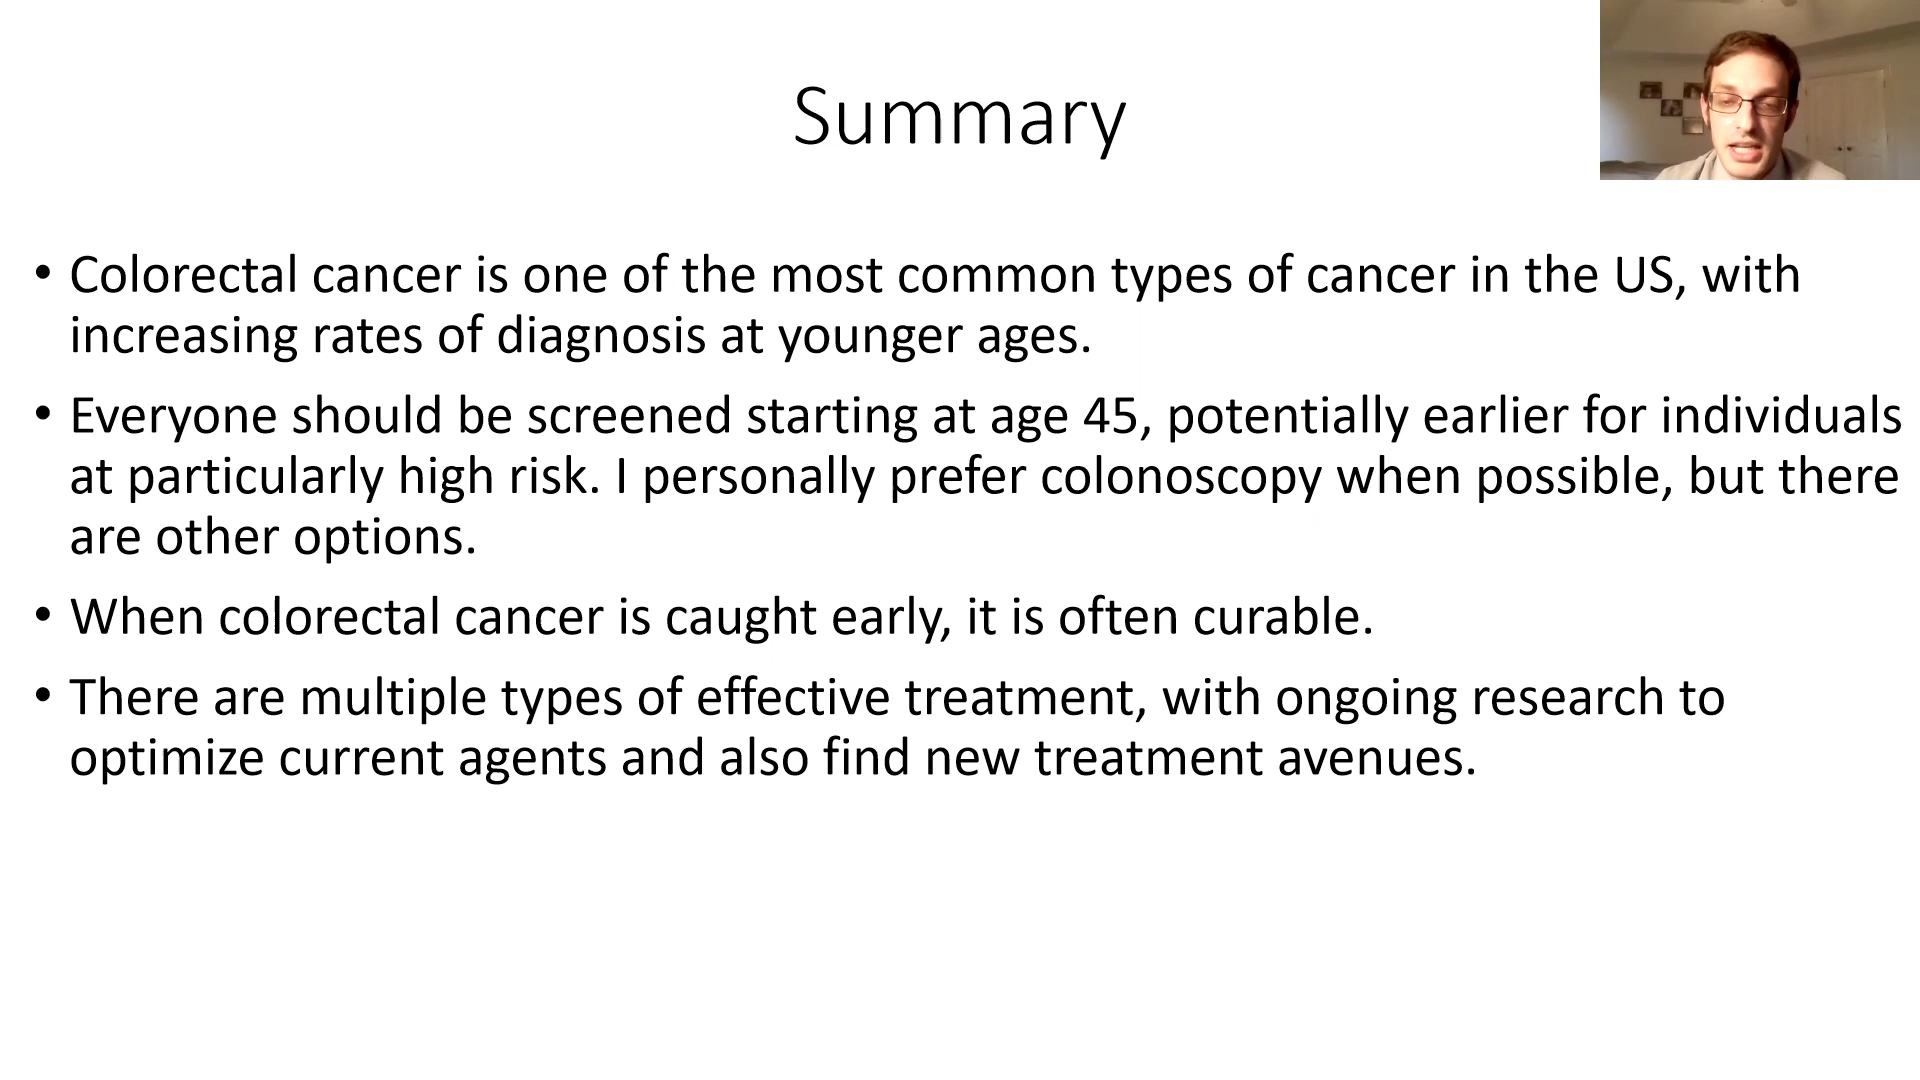 Summary
• Colorectal cancer is one of the most common types of cancer in the US, with
increasing rates of diagnosis at younger ages.
• Everyone should be screened starting at age 45, potentially earlier for individuals
at particularly high risk. I personally prefer colonoscopy when possible, but there
are other options.
• When colorectal cancer is caught early, it is often curable.
• There are multiple types of effective treatment, with ongoing research to
optimize current agents and also find new treatment avenues.